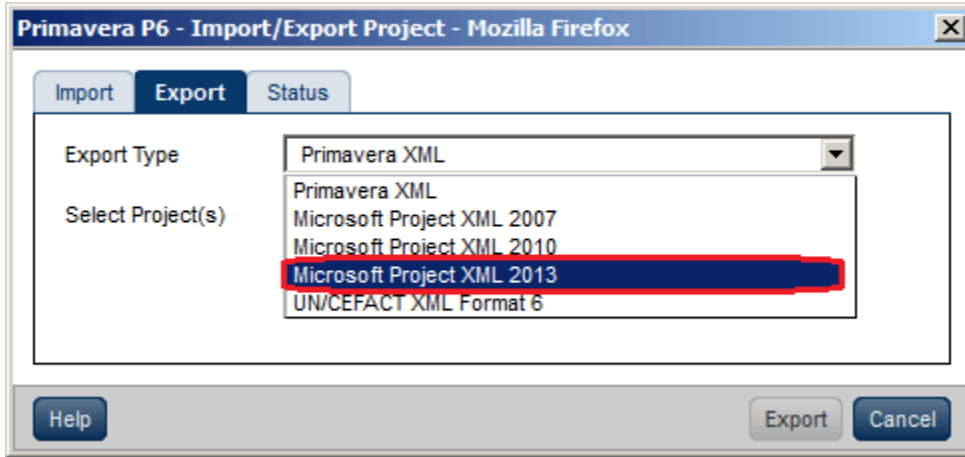 Primavera P6 - Import/Export Project - Mozilla Firefox
Import Export Status
Export Type Primavera XML
Primavera XML
Select Project(s) Microsoft Project XML 2007
Microsoft Project XML 2010
Microsoft Project XML 2013
UN/CEFACT XML Format 6
Help Export Cancel